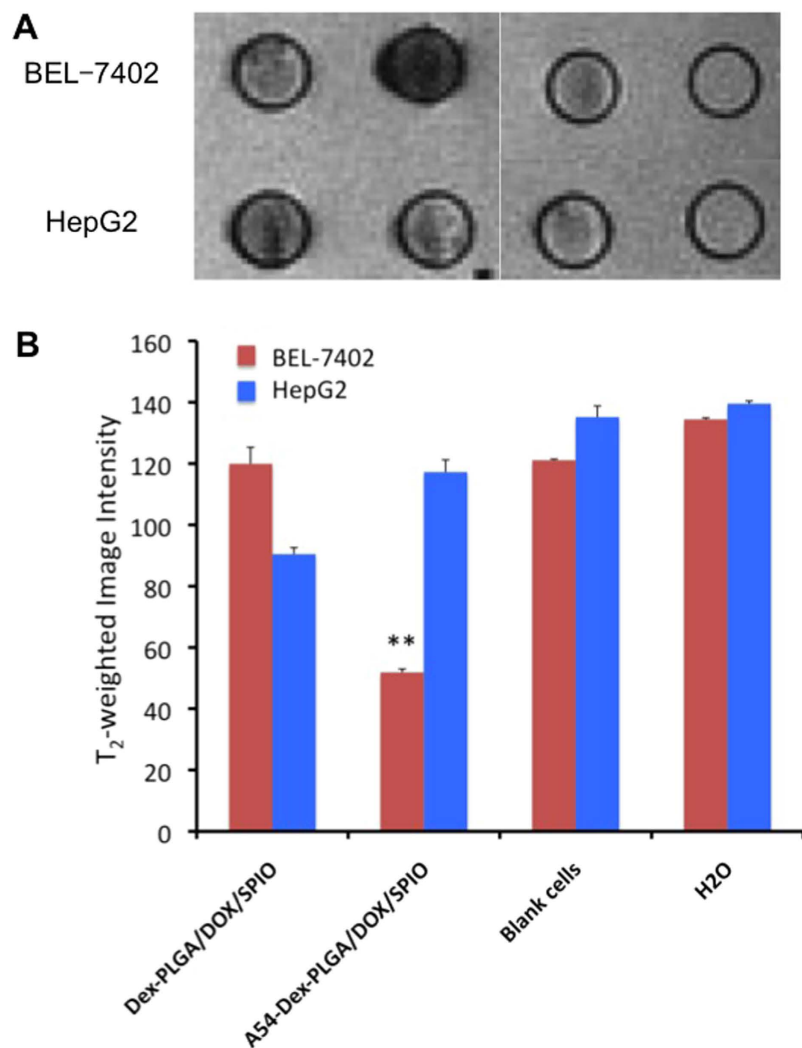 A
BEL-7402
HepG2
B
T₂-weighted Image Intensity
160
140
120
100
80
60
40
20
0
BEL-7402
HepG2
**
Dex-PLGA/DOX/SPIO
A54-Dex-PLGA/DOX/SPIO
Blank cells
H2O